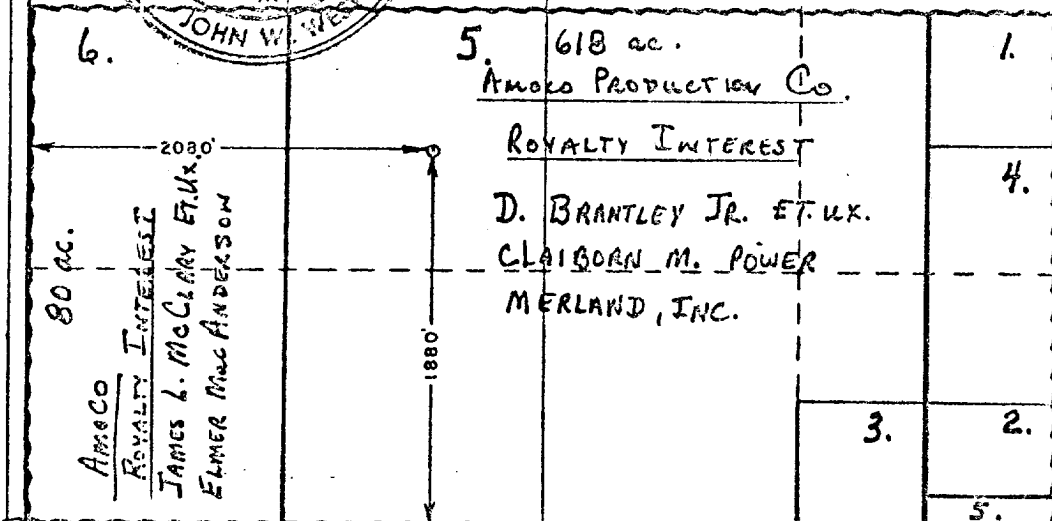 JOHN W. WES
6.
5.
618 ac.
AMOCO PRODUCTION Co.
1.
2080'
ROYALTY INTEREST
4.
D. BRANTLEY JR. ET. UX.
CLAIBORN M. POWER
MERLAND, INC.
80 ac.
AMOCO
ROYALTY INTEREST
JAMES L. McCLARY ET. UX.
ELMER MAC ANDERSON
1880'
3.
2.
5.